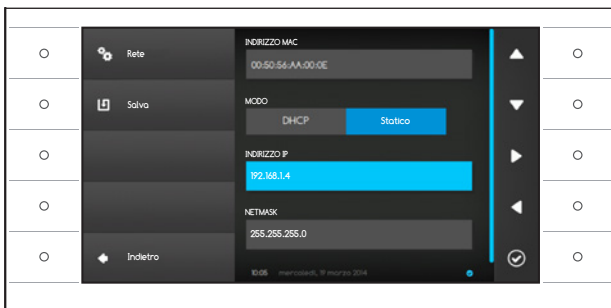 Rete
Salva
Indietro
INDIRIZZO MAC
00:50:56:AA:00:0E
MODO
DHCP Statico
INDIRIZZO IP
192.168.1.4
NETMASK
255.255.255.0
10:05 mercoledì, 19 marzo 2014